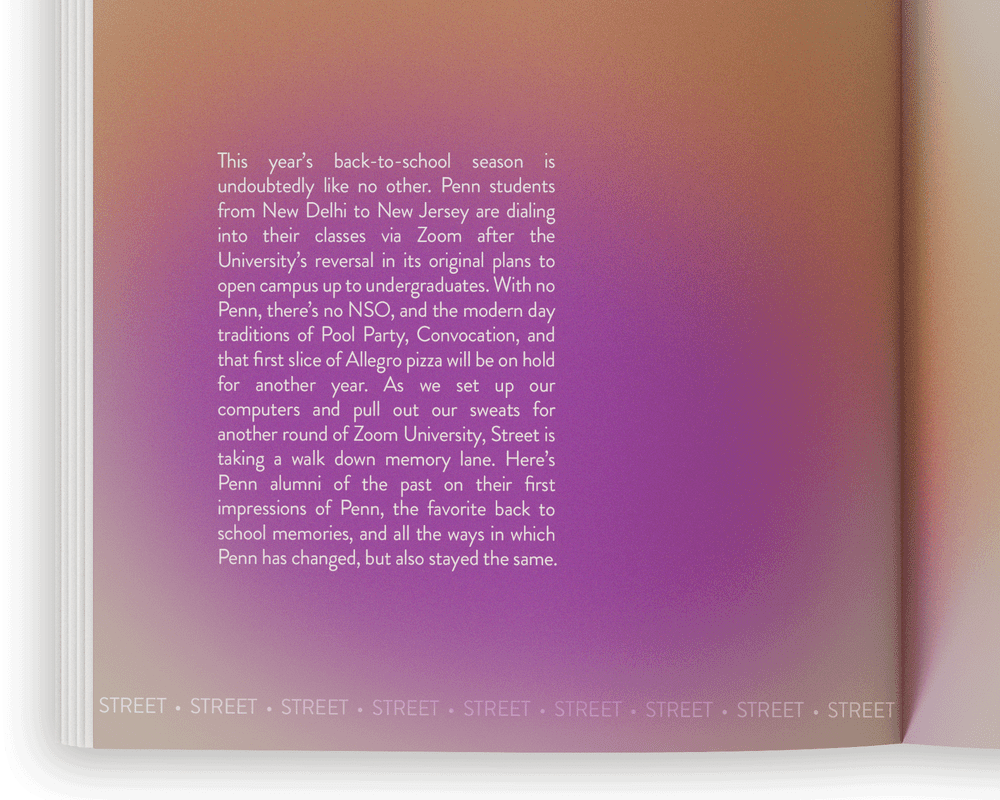 This year's back-to-school season is
undoubtedly like no other. Penn students
from New Delhi to New Jersey are dialing
into their classes via Zoom after the
University's reversal in its original plans to
open campus up to undergraduates. With no
Penn, there's no NSO, and the modern day
traditions of Pool Party, Convocation, and
that first slice of Allegro pizza will be on hold
for another year. As we set up our
computers and pull out our sweats for
another round of Zoom University, Street is
taking a walk down memory lane. Here's
Penn alumni of the past on their first
impressions of Penn, the favorite back to
school memories, and all the ways in which
Penn has changed, but also stayed the same.
STREET • STREET • STREET • STREET • STREET • STREET • STREET • STREET • STREET